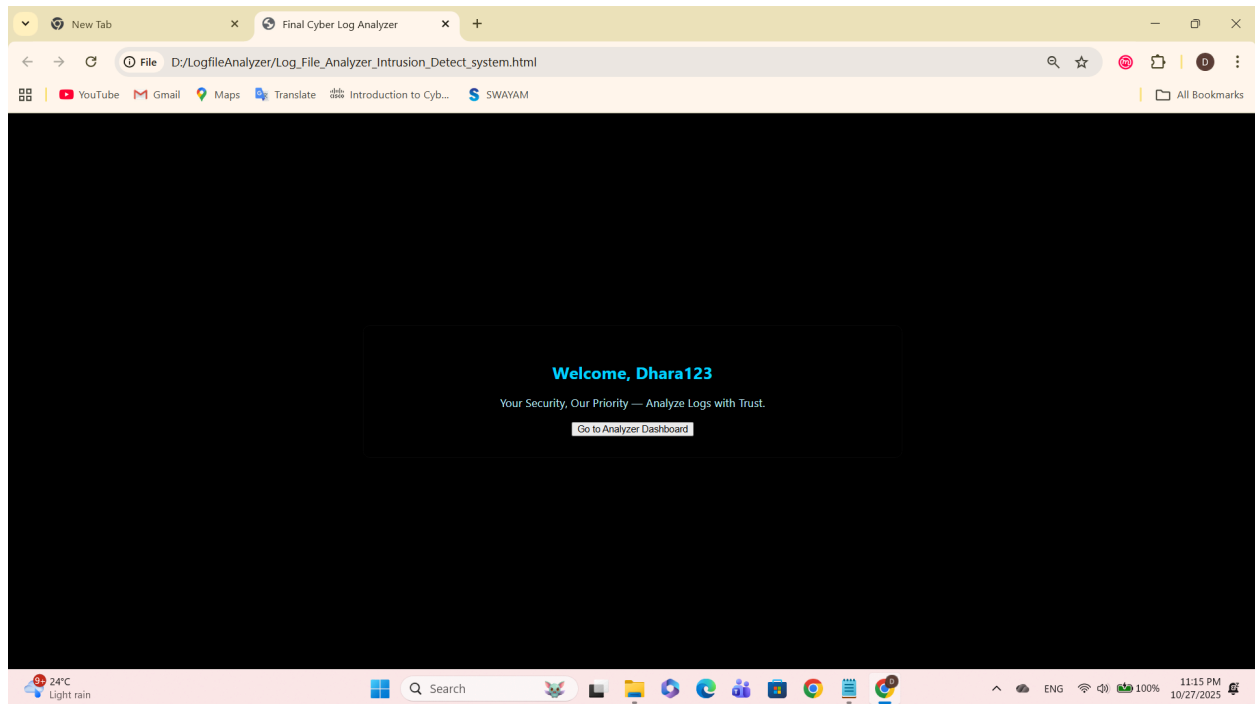 New Tab
Final Cyber Log Analyzer
File D:/LogfileAnalyzer/Log_File_Analyzer_Intrusion_Detect_system.html
D
YouTube Gmail Maps Translate Introduction to Cyb... SWAYAM All Bookmarks
Welcome, Dhara123
Your Security, Our Priority — Analyze Logs with Trust.
Go to Analyzer Dashboard
9+ 24°C
Light rain
Search
ENG
100%
11:15 PM
10/27/2025